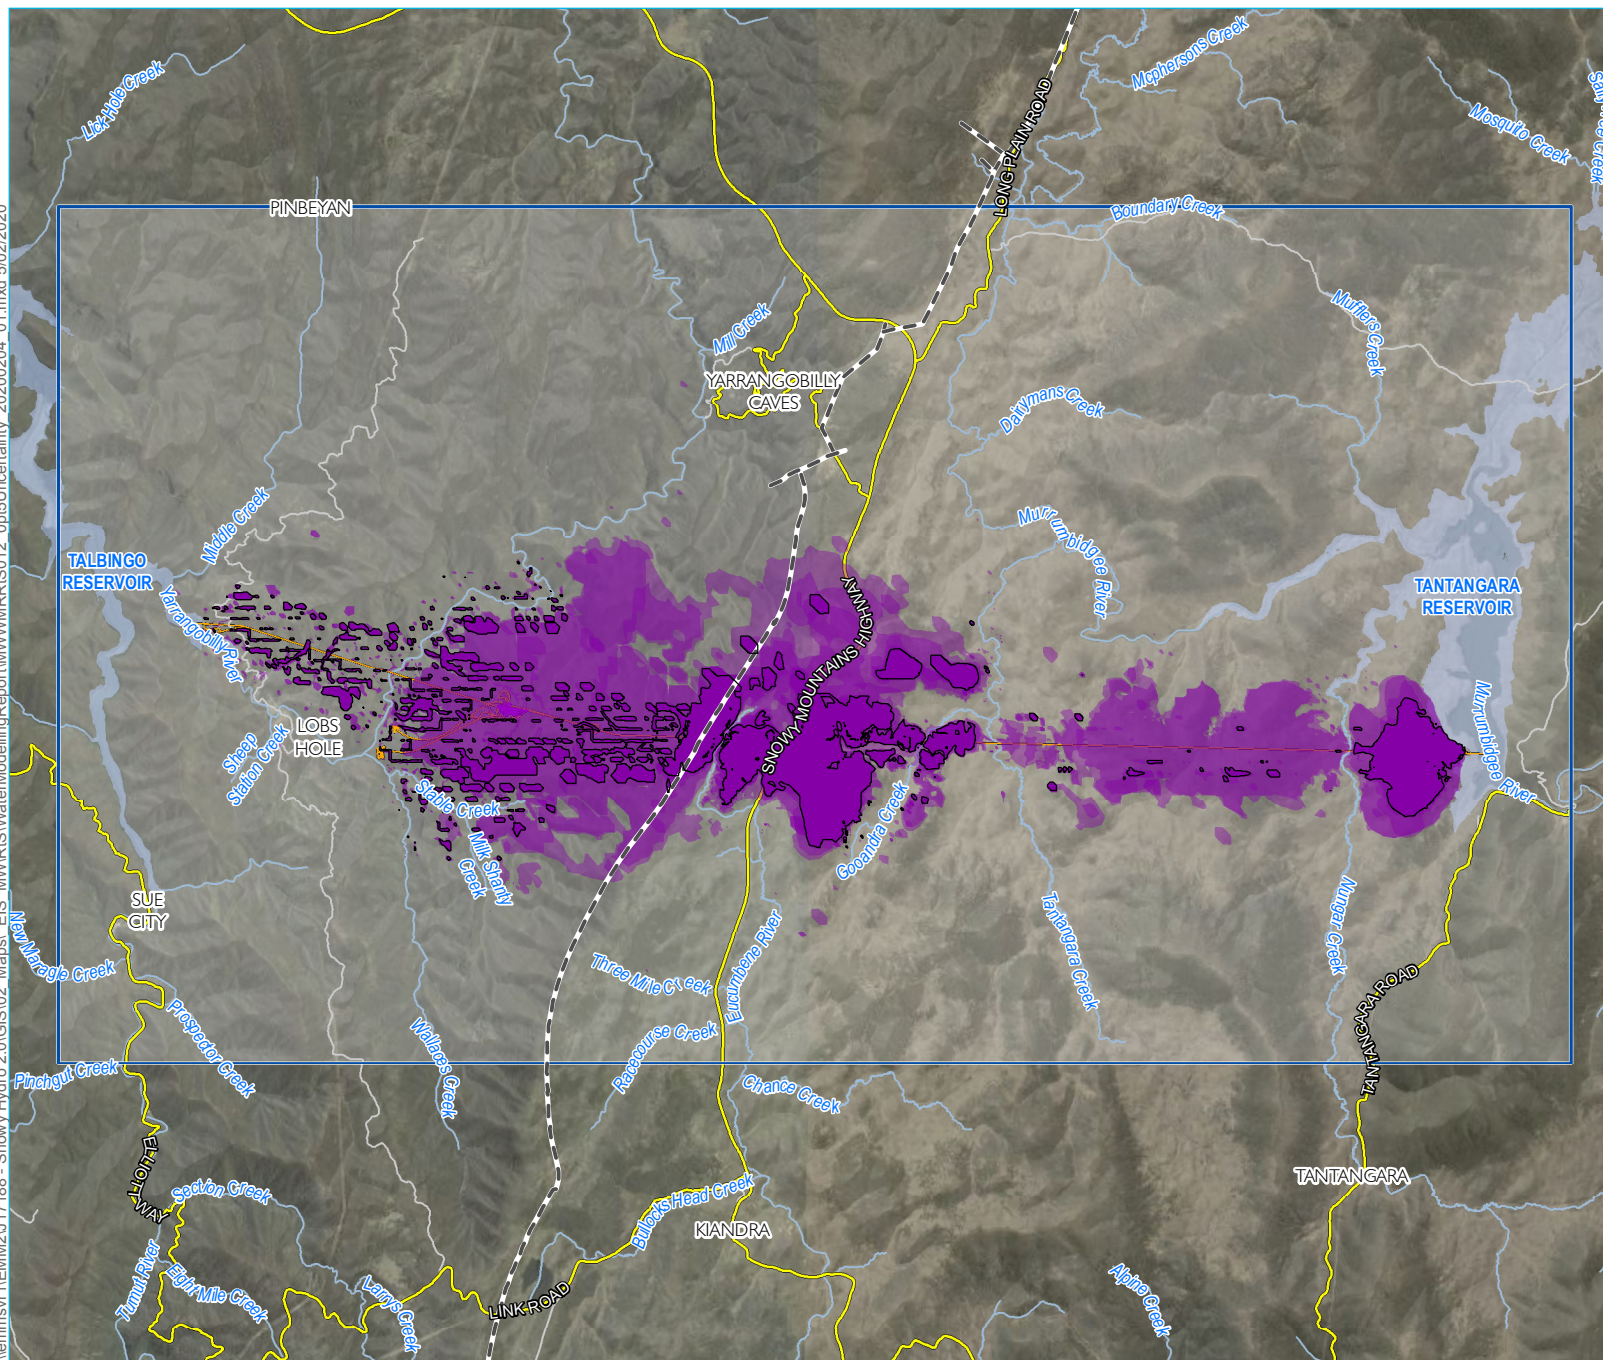 Mcphersons Creek
Lick Hole Creek
Mosquito Creek
LONG PLAIN ROAD
PINBEYAN
Boundary Creek
Mufflers Creek
Mill Creek
YARRANGOBILLY
CAVES
Dairymans Creek
Middle Creek
Murrumbidgee River
TALBINGO
RESERVOIR
TANTANGARA
RESERVOIR
Yarrangobilly
River
SNOWY MOUNTAINS HIGHWAY
Murrumbidgee River
LOBS
HOLE
Sheep
Station Creek
Stable Creek
Gooandra Creek
Milk Shanty
Creek
SUE
CITY
New Maragle Creek
Three Mile Creek
Eucumbene River
Tantangara Creek
Nungar Creek
TANTANGARA ROAD
Prospector Creek
Racecourse Creek
Wallaces Creek
Pinchgut Creek
Chance Creek
ELLIOTT
WAY
Section Creek
Bullocks Head Creek
TANTANGARA
KIANDRA
Tumut River
Eight Mile Creek
Larrys Creek
LINK ROAD
Alpine Creek